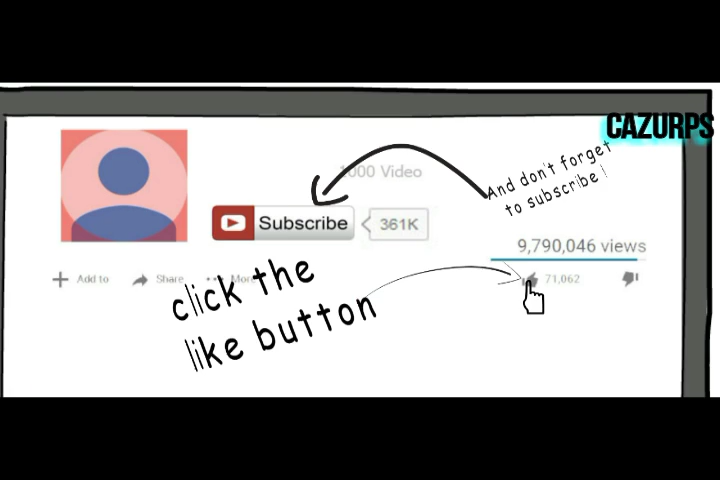 CAZURPS
1000 Video
And don't forget
to subscribe !
Subscribe
361K
9,790,046 views
Add to
Share
More
71,062
click the
like button